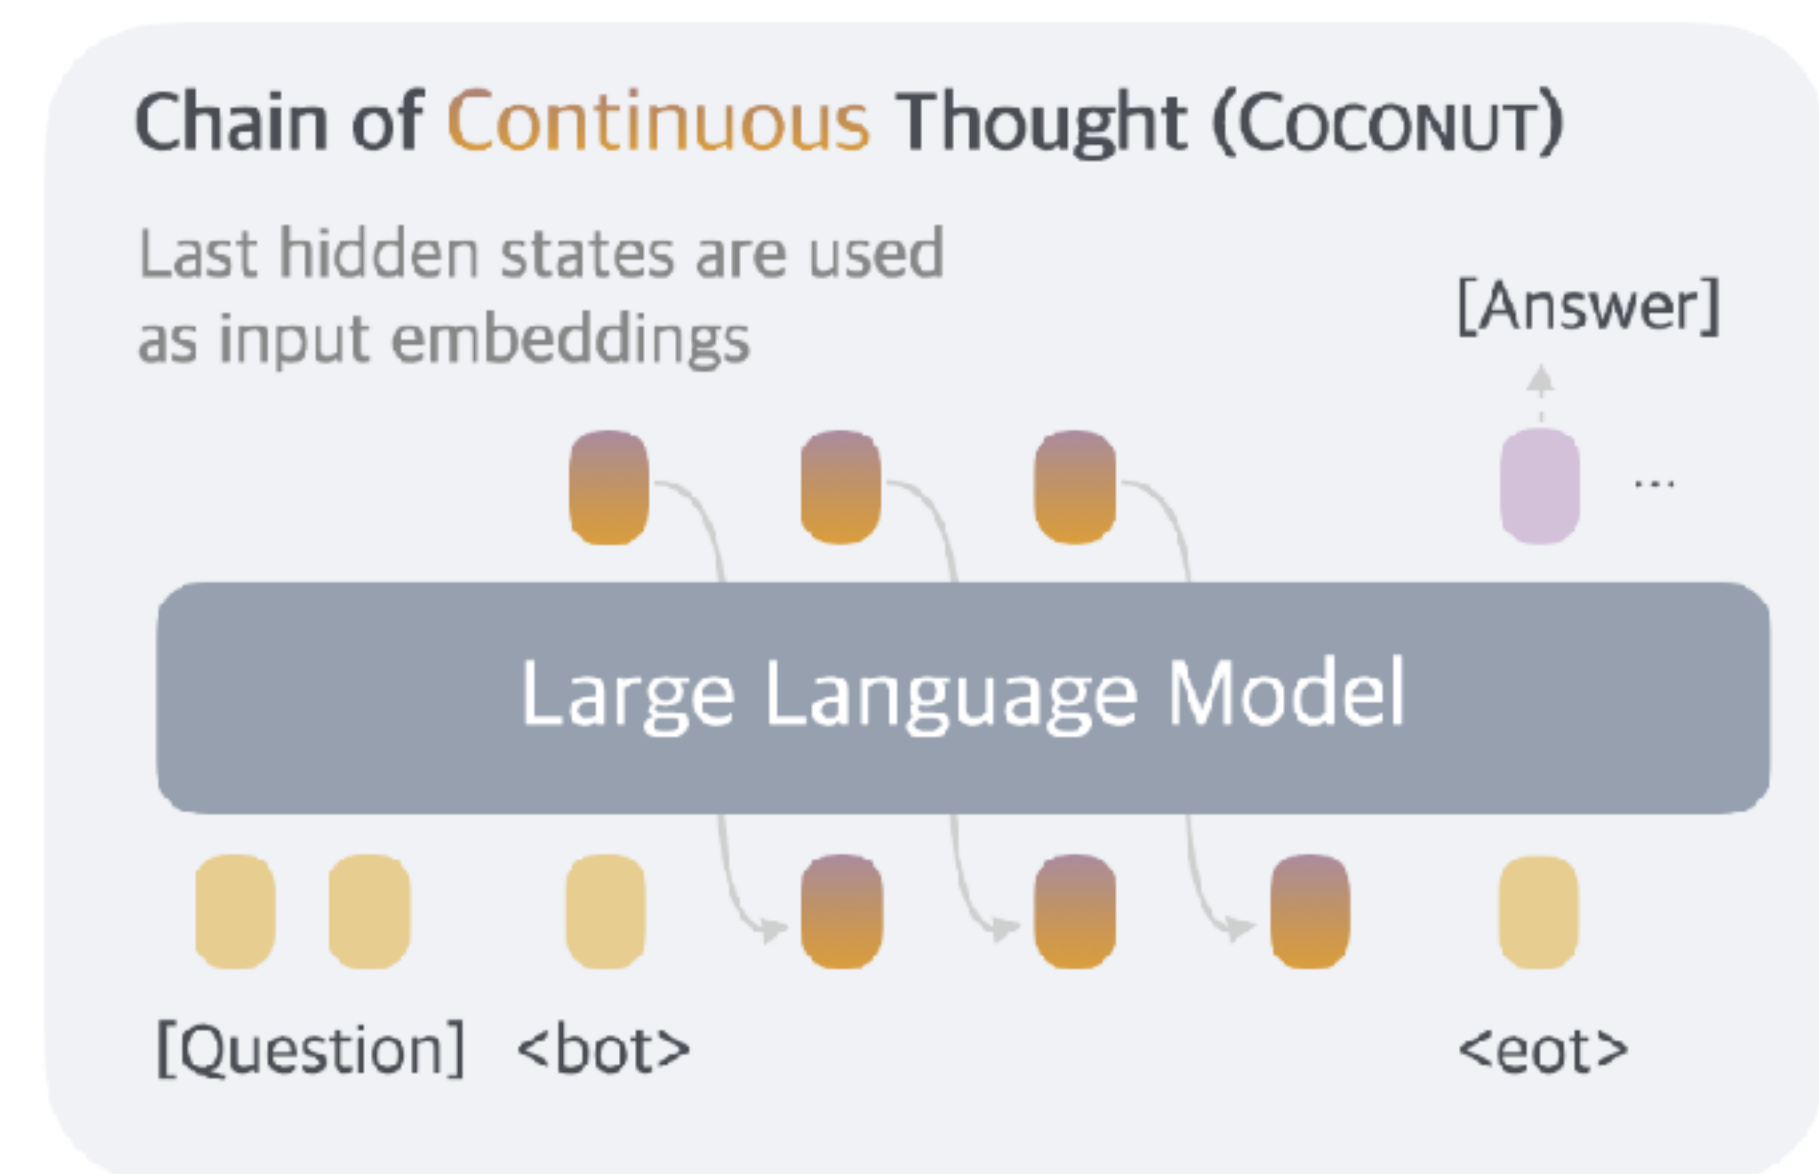 Chain of Continuous Thought (COCONUT)
Last hidden states are used
as input embeddings
[Answer]
...
Large Language Model
[Question] <bot> <eot>